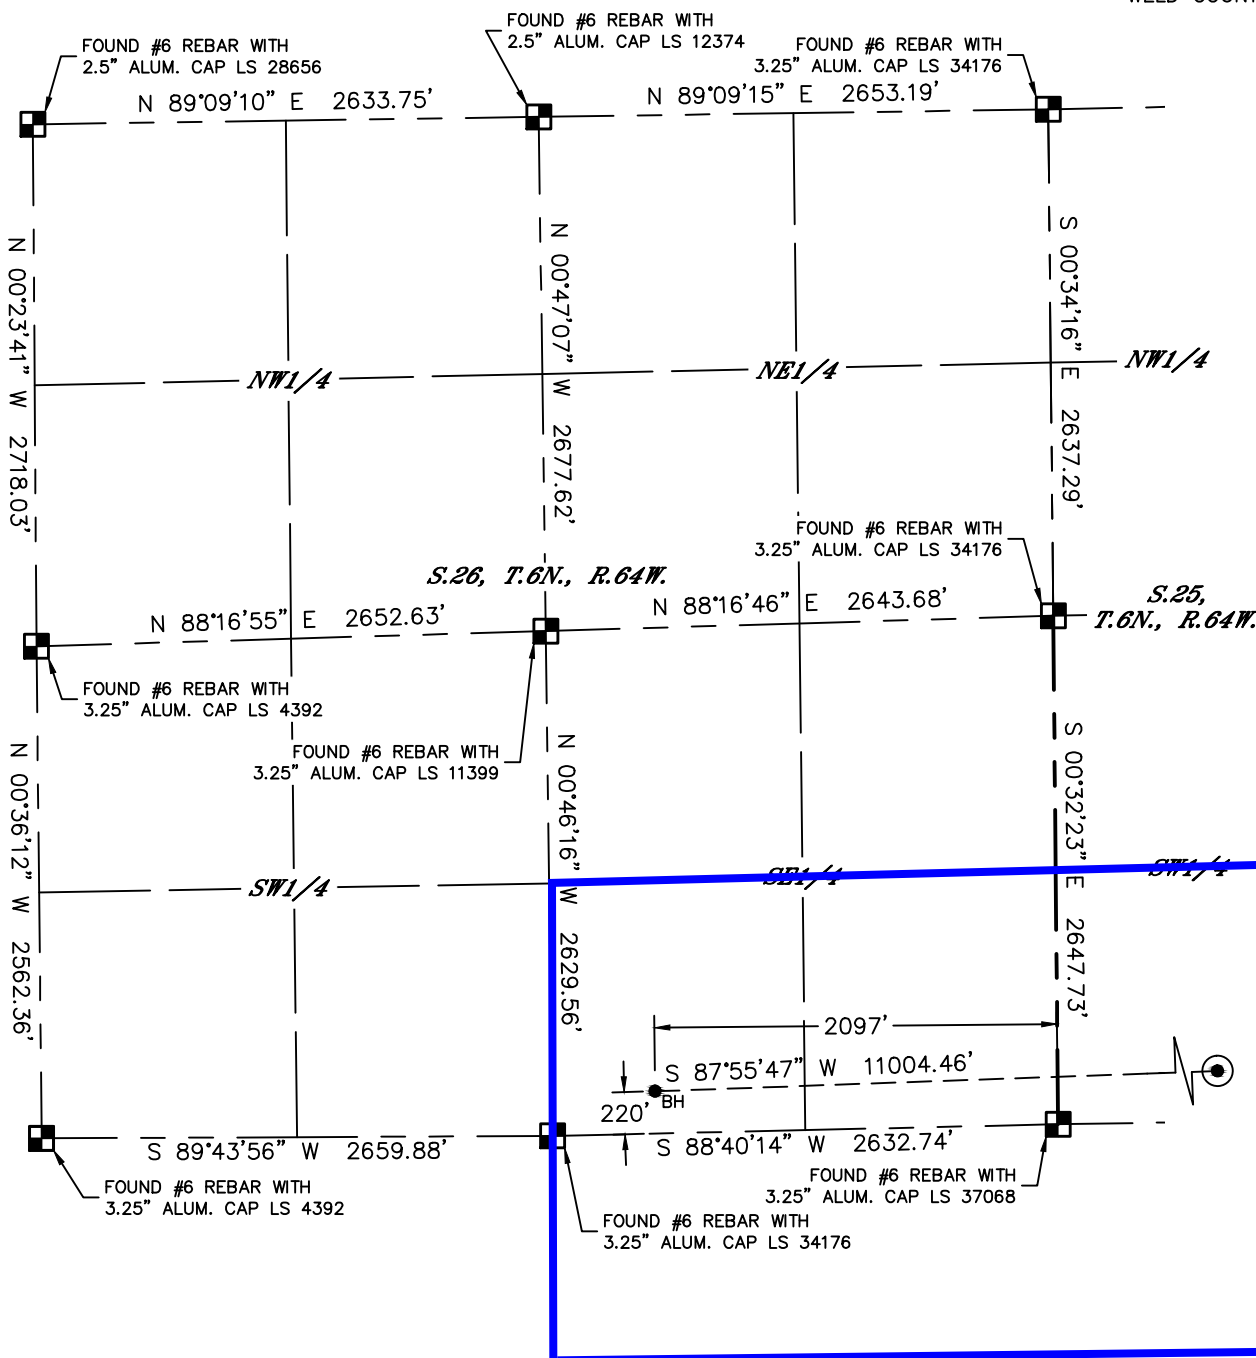 WELD COUNT
FOUND #6 REBAR WITH
2.5" ALUM. CAP LS 28656
FOUND #6 REBAR WITH
2.5" ALUM. CAP LS 12374
FOUND #6 REBAR WITH
3.25" ALUM. CAP LS 34176
N 89°09'10" E 2633.75'
N 89°09'15" E 2653.19'
N 00°23'41" W 2718.03'
N 00°47'07" W 2677.62'
S 00°34'16" E 2637.29'
NW1/4
NE1/4
NW1/4
FOUND #6 REBAR WITH
3.25" ALUM. CAP LS 34176
S.26, T.6N., R.64W.
S.25,
T.6N., R.64W.
N 88°16'55" E 2652.63'
N 88°16'46" E 2643.68'
FOUND #6 REBAR WITH
3.25" ALUM. CAP LS 4392
FOUND #6 REBAR WITH
3.25" ALUM. CAP LS 11399
N 00°36'12" W 2562.36'
N 00°46'16" W 2629.56'
S 00°32'23" E 2647.73'
SW1/4
SE1/4
SW1/4
2097'
S 87°55'47" W 11004.46'
BH
220'
S 89°43'56" W 2659.88'
S 88°40'14" W 2632.74'
FOUND #6 REBAR WITH
3.25" ALUM. CAP LS 4392
FOUND #6 REBAR WITH
3.25" ALUM. CAP LS 37068
FOUND #6 REBAR WITH
3.25" ALUM. CAP LS 34176